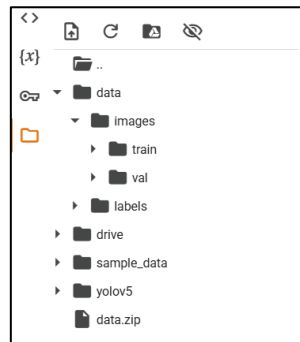 <>
{x}
..
data
images
train
val
labels
drive
sample_data
yolov5
data.zip